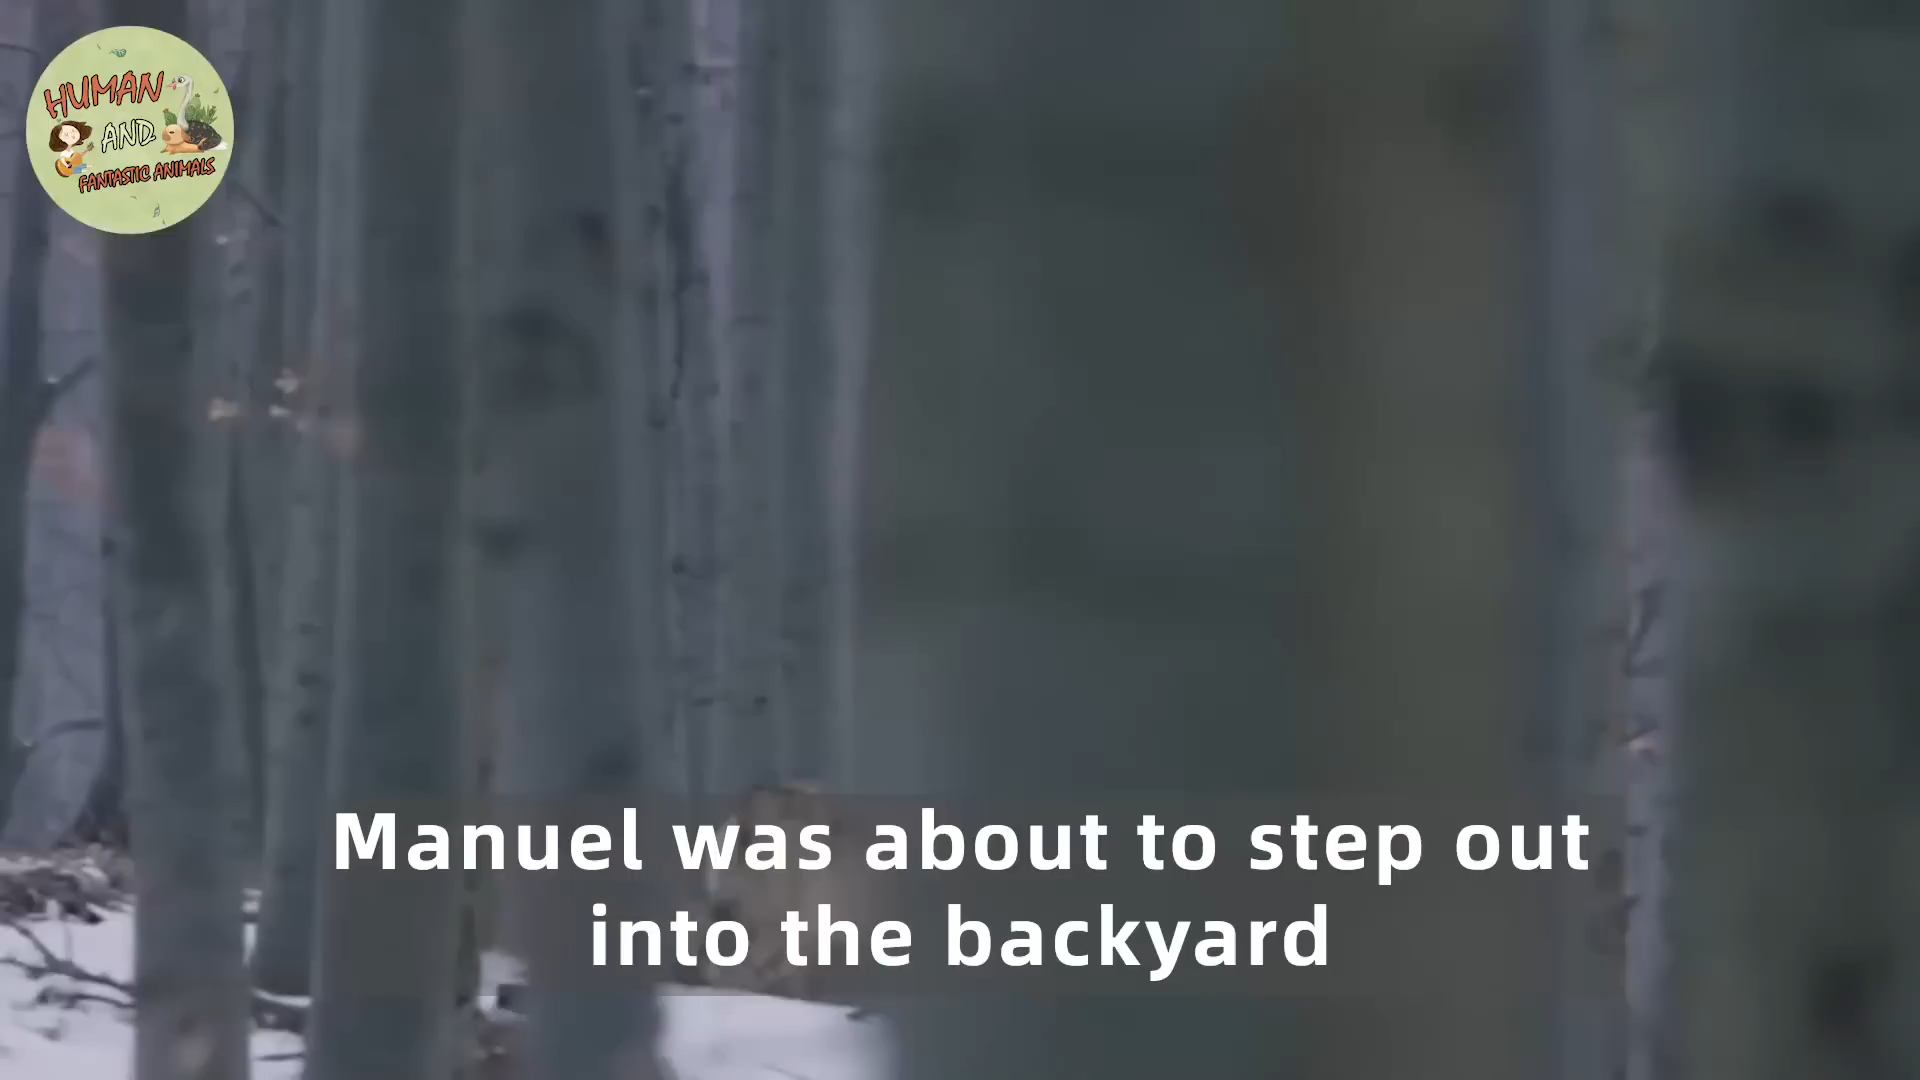 HUMAN
AND
FANTASTIC ANIMALS
Manuel was about to step out
into the backyard